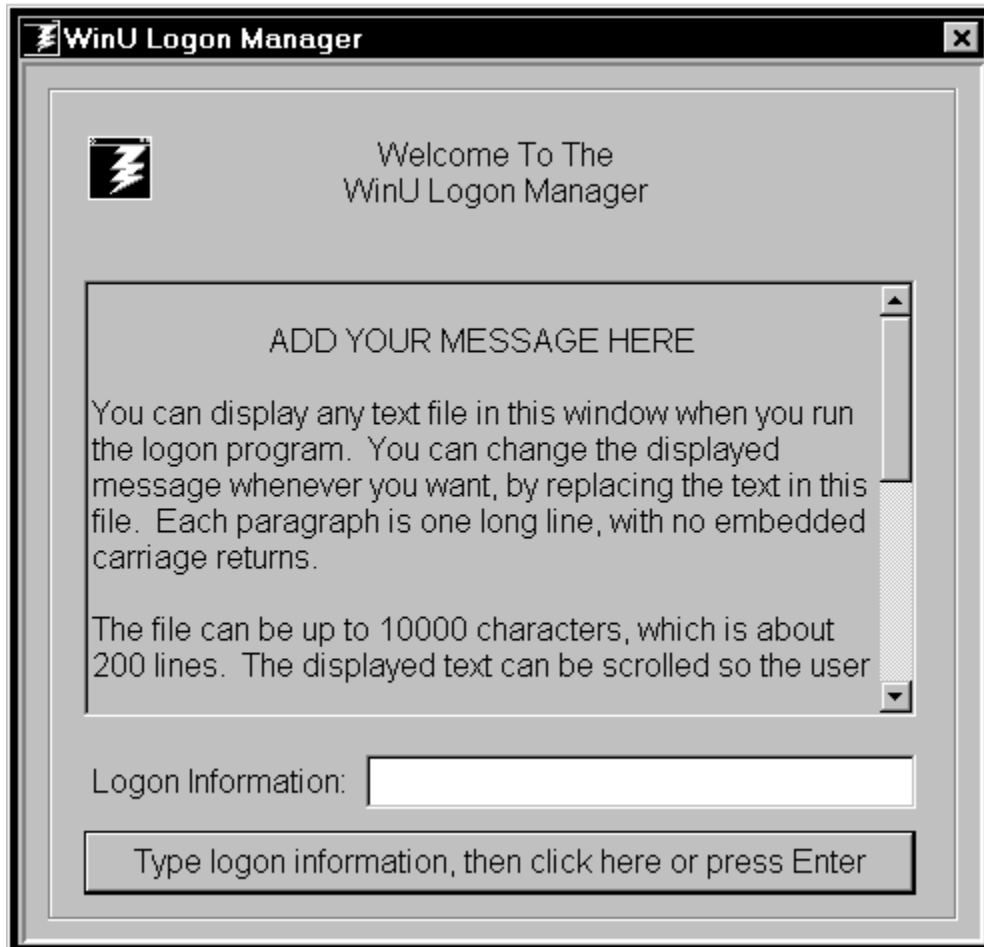 WinU Logon Manager
Welcome To The
WinU Logon Manager
ADD YOUR MESSAGE HERE
You can display any text file in this window when you run
the logon program.  You can change the displayed
message whenever you want, by replacing the text in this
file.  Each paragraph is one long line, with no embedded
carriage returns.
The file can be up to 10000 characters, which is about
200 lines.  The displayed text can be scrolled so the user
Logon Information:
Type logon information, then click here or press Enter